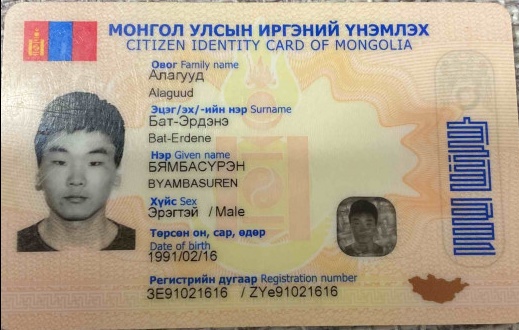 МОНГОЛ УЛСЫН ИРГЭНИЙ ҮНЭМЛЭХ
CITIZEN IDENTITY CARD OF MONGOLIA
Овог Family name
Алагууд
Alaguud
Эцэг/эх/-ийн нэр Surname
Бат-Эрдэнэ
Bat-Erdene
Нэр Given name
БЯМБАСҮРЭН
BYAMBASUREN
Хүйс Sex
Эрэгтэй / Male
Төрсөн он, сар, өдөр
Date of birth
1991/02/16
Регистрийн дугаар Registration number
ЗЕ91021616 / ZYe91021616